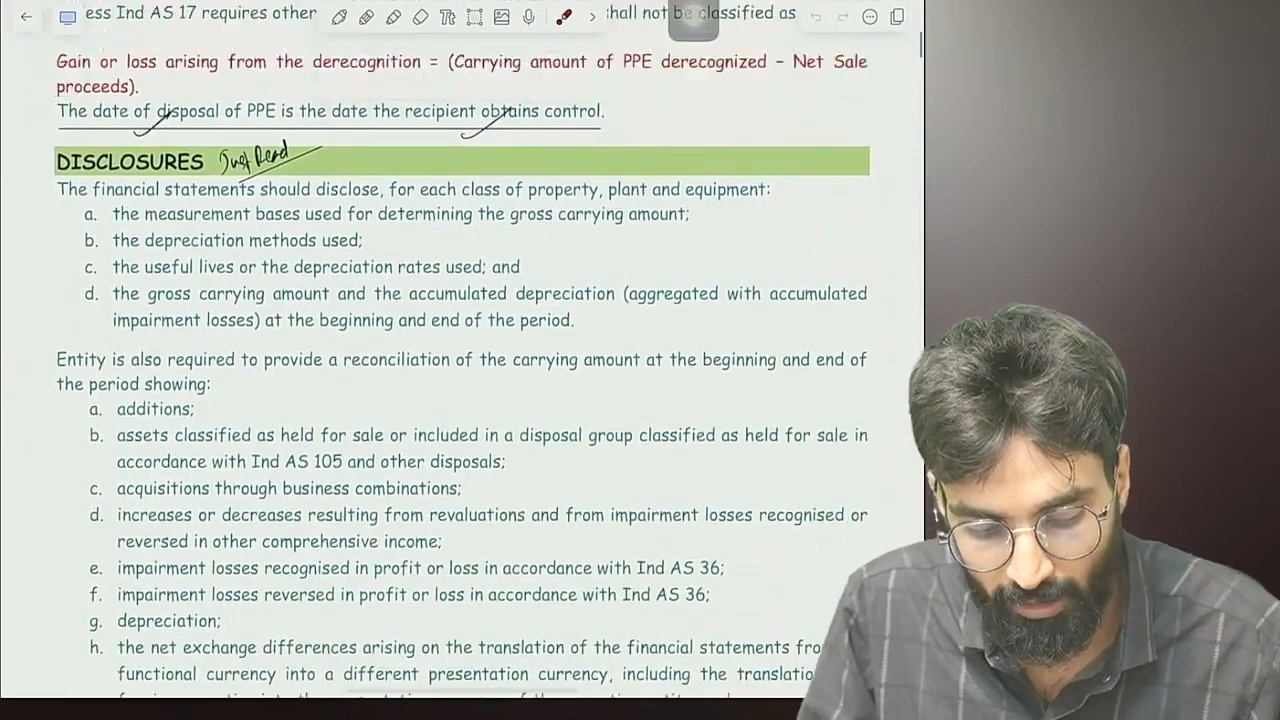 ess Ind AS 17 requires other hall not be classified as
Gain or loss arising from the derecognition = (Carrying amount of PPE derecognized – Net Sale
proceeds).
The date of disposal of PPE is the date the recipient obtains control.
DISCLOSURES Just Read
The financial statements should disclose, for each class of property, plant and equipment:
a. the measurement bases used for determining the gross carrying amount;
b. the depreciation methods used;
c. the useful lives or the depreciation rates used; and
d. the gross carrying amount and the accumulated depreciation (aggregated with accumulated
impairment losses) at the beginning and end of the period.
Entity is also required to provide a reconciliation of the carrying amount at the beginning and end of
the period showing:
a. additions;
b. assets classified as held for sale or included in a disposal group classified as held for sale in
accordance with Ind AS 105 and other disposals;
c. acquisitions through business combinations;
d. increases or decreases resulting from revaluations and from impairment losses recognised or
reversed in other comprehensive income;
e. impairment losses recognised in profit or loss in accordance with Ind AS 36;
f. impairment losses reversed in profit or loss in accordance with Ind AS 36;
g. depreciation;
h. the net exchange differences arising on the translation of the financial statements fro
functional currency into a different presentation currency, including the translatio